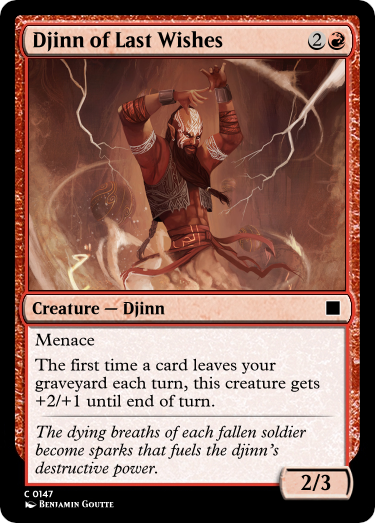 Djinn of Last Wishes 2
Creature — Djinn
Menace
The first time a card leaves your
graveyard each turn, this creature gets
+2/+1 until end of turn.
The dying breaths of each fallen soldier
become sparks that fuels the djinn's
destructive power.
2/3
C 0147
Benjamin Goutte